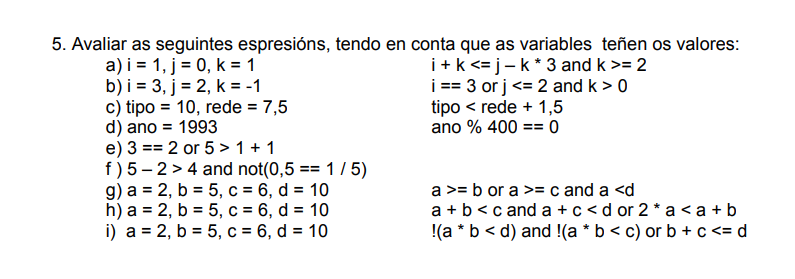 5. Avaliar as seguintes espresións, tendo en conta que as variables teñen os valores:
a) i = 1, j = 0, k = 1 i + k <= j – k * 3 and k >= 2
b) i = 3, j = 2, k = -1 i == 3 or j <= 2 and k > 0
c) tipo = 10, rede = 7,5 tipo < rede + 1,5
d) ano = 1993 ano % 400 == 0
e) 3 == 2 or 5 > 1 + 1
f ) 5 – 2 > 4 and not(0,5 == 1 / 5)
g) a = 2, b = 5, c = 6, d = 10 a >= b or a >= c and a <d
h) a = 2, b = 5, c = 6, d = 10 a + b < c and a + c < d or 2 * a < a + b
i) a = 2, b = 5, c = 6, d = 10 !(a * b < d) and !(a * b < c) or b + c <= d